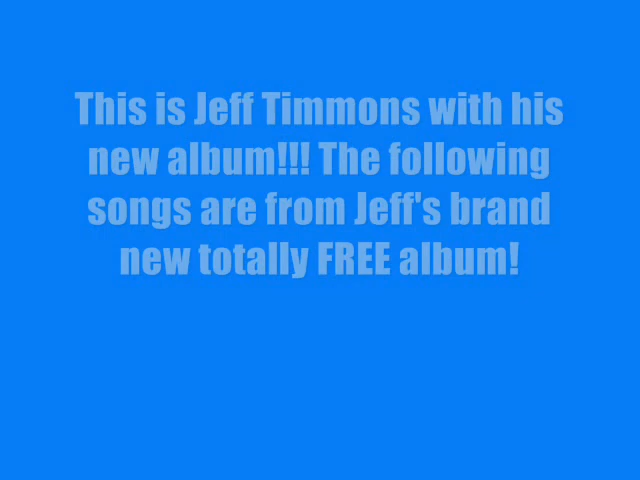 This is Jeff Timmons with his
new album!!! The following
songs are from Jeff's brand
new totally FREE album!